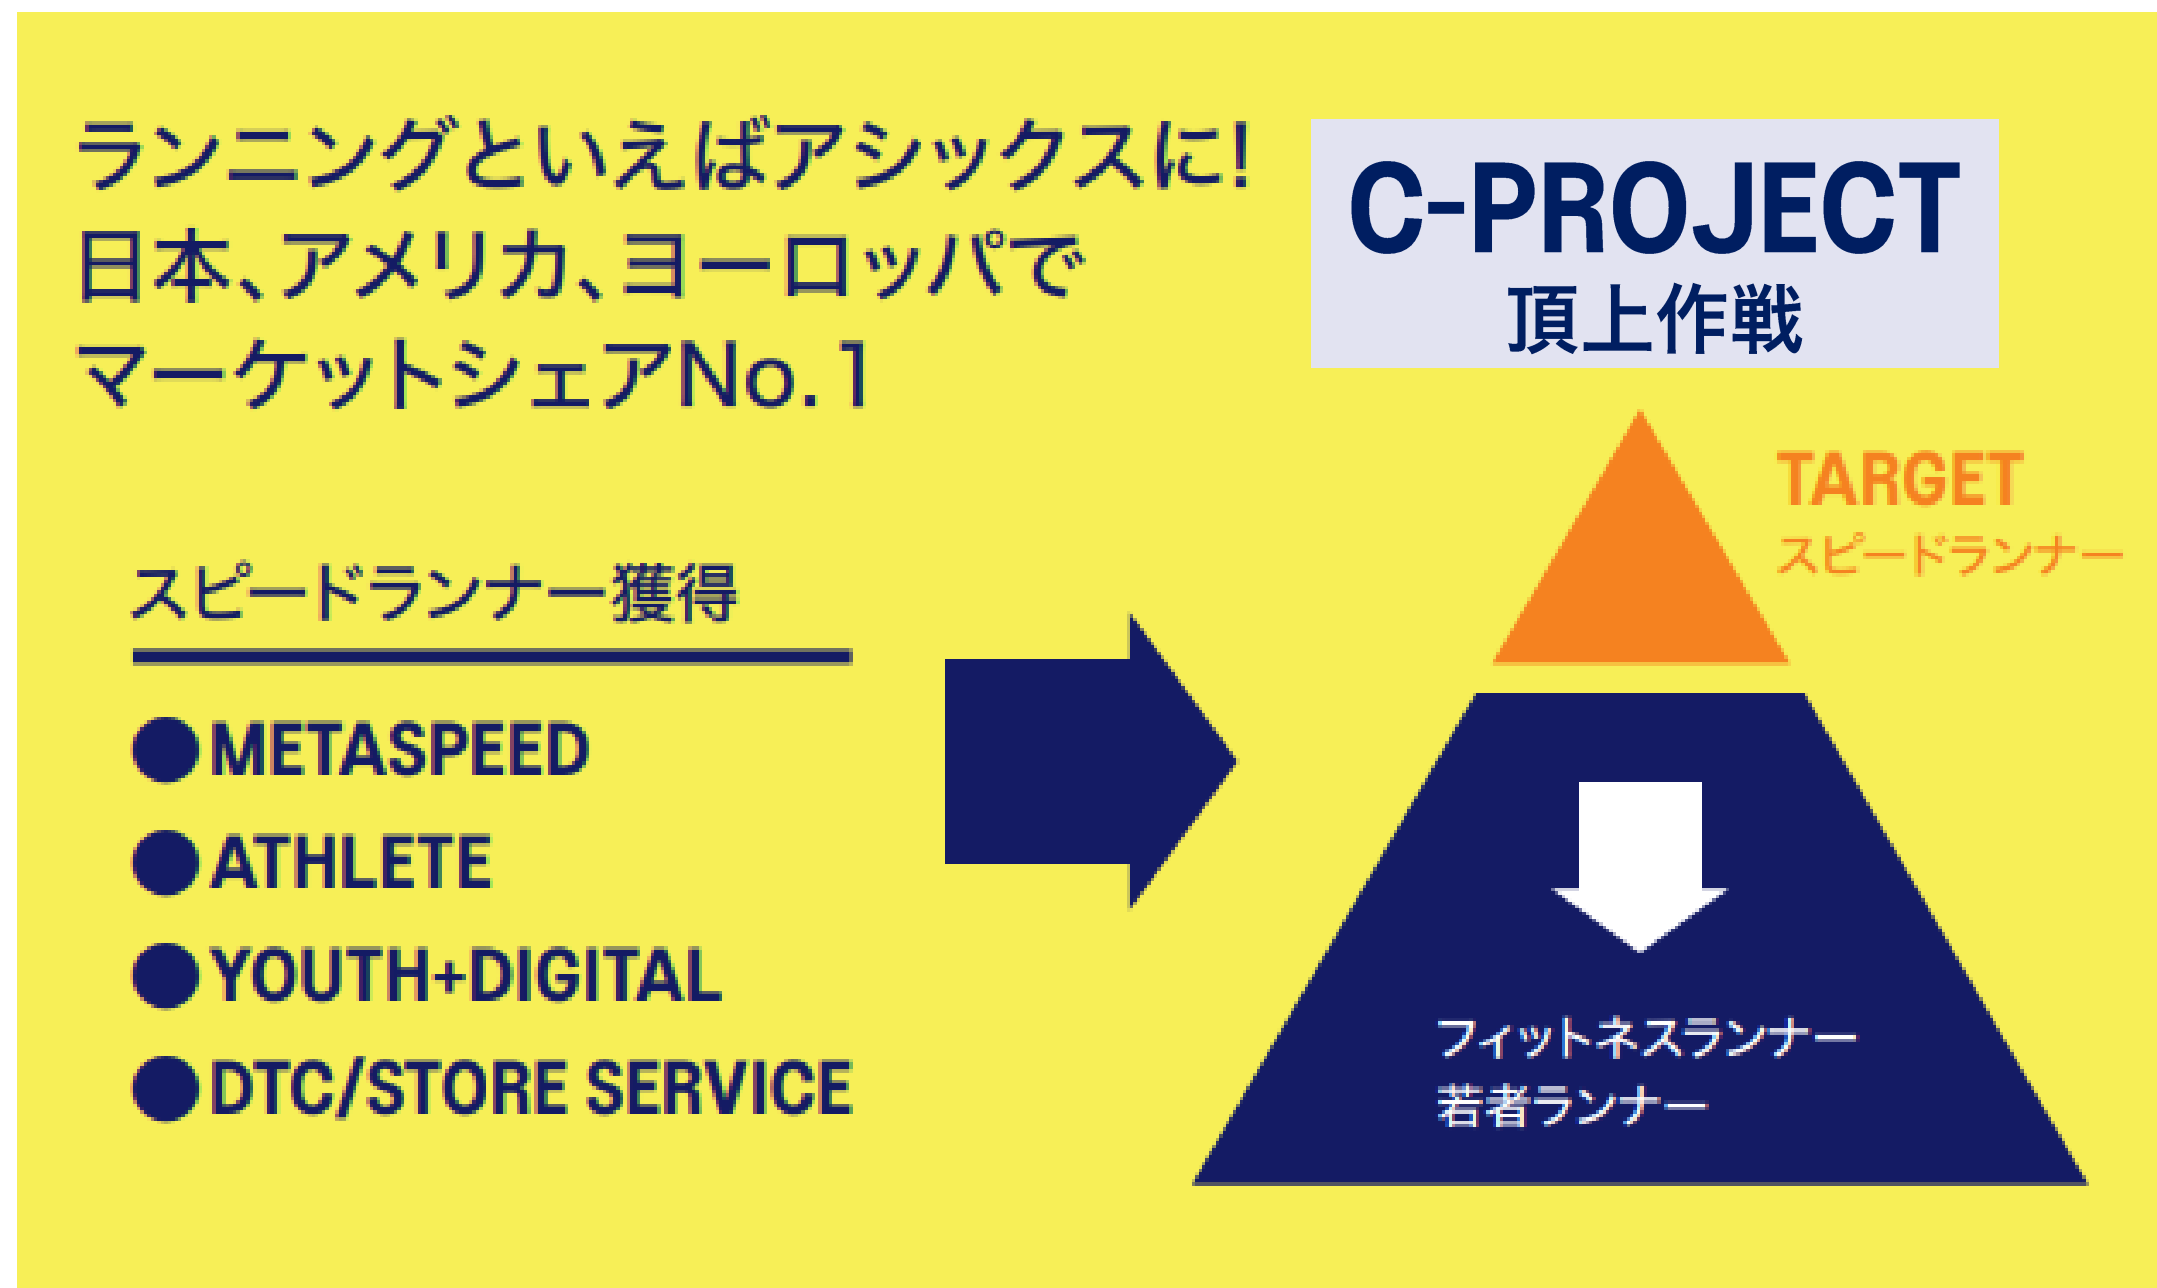 ランニングといえばアシックスに!
日本、アメリカ、ヨーロッパで
マーケットシェアNo.1
スピードランナー獲得
●METASPEED
●ATHLETE
●YOUTH+DIGITAL
●DTC/STORE SERVICE
C-PROJECT
頂上作戦
TARGET
スピードランナー
フィットネスランナー
若者ランナー